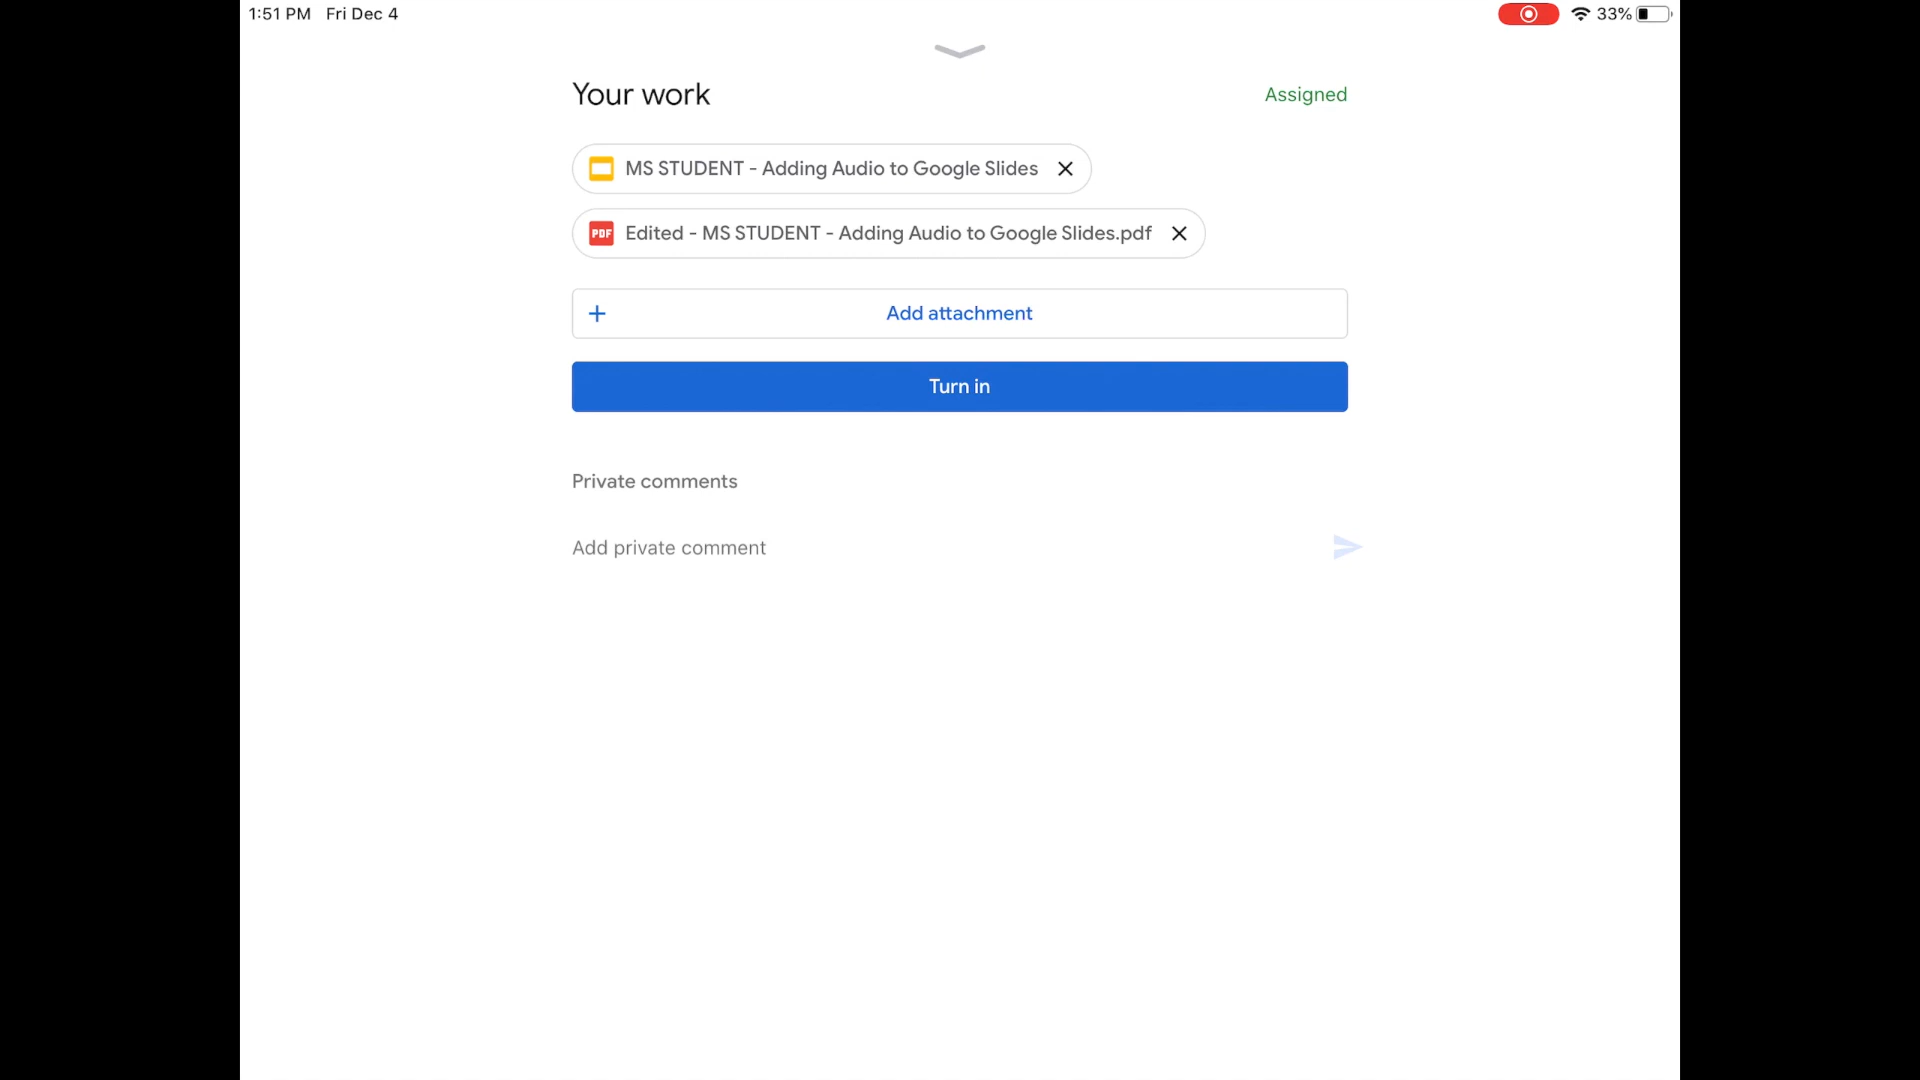 1:51 PM Fri Dec 4 33%
Your work Assigned
MS STUDENT - Adding Audio to Google Slides
PDF Edited - MS STUDENT - Adding Audio to Google Slides.pdf
Add attachment
Turn in
Private comments
Add private comment